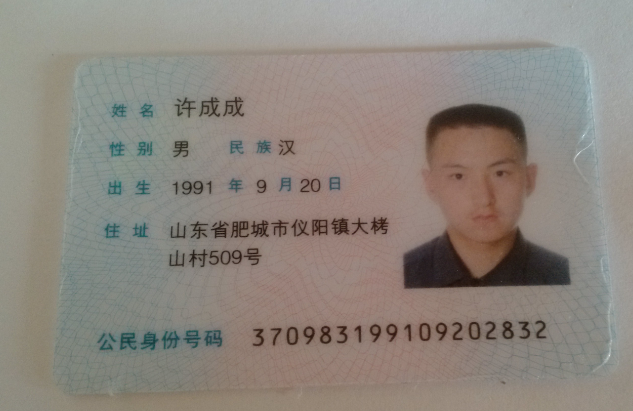 姓名 许成成
性别 男 民族 汉
出生 1991 年 9 月 20 日
住址 山东省肥城市仪阳镇大栲
山村509号
公民身份号码 370983199109202832